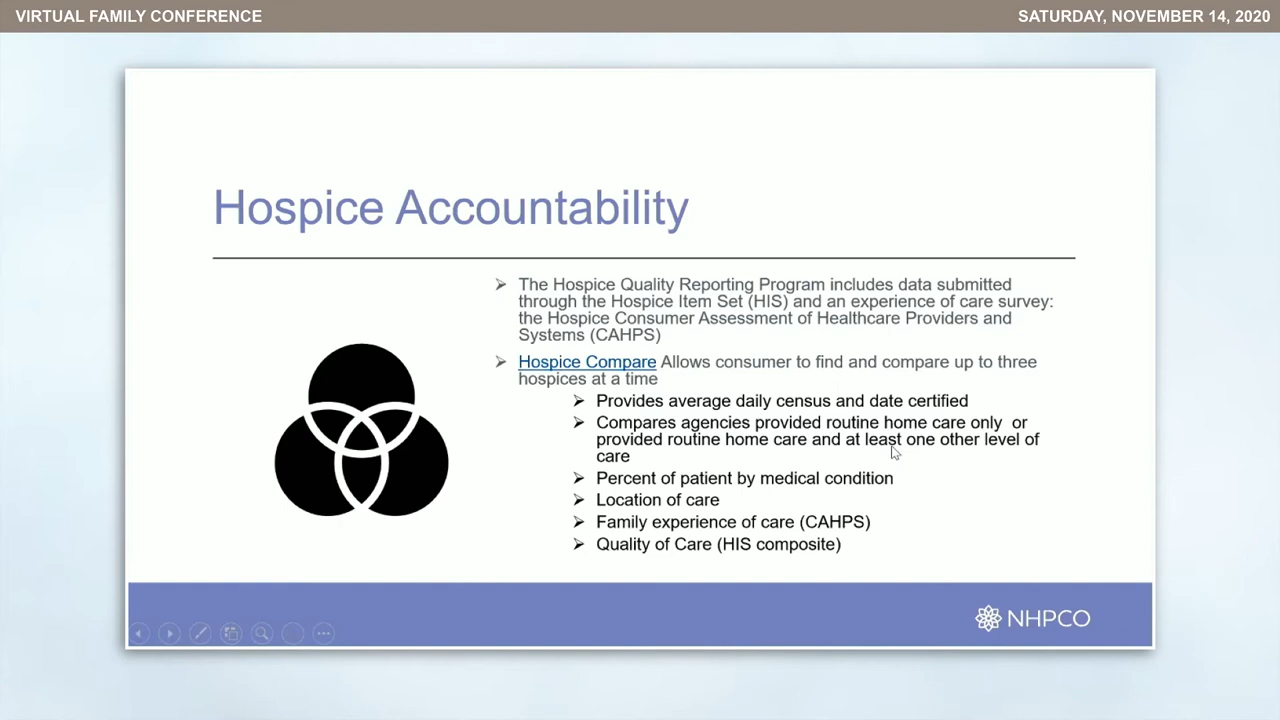 VIRTUAL FAMILY CONFERENCE
SATURDAY, NOVEMBER 14, 2020
Hospice Accountability
The Hospice Quality Reporting Program includes data submitted
through the Hospice Item Set (HIS) and an experience of care survey:
the Hospice Consumer Assessment of Healthcare Providers and
Systems (CAHPS)
Hospice Compare Allows consumer to find and compare up to three
hospices at a time
Provides average daily census and date certified
Compares agencies provided routine home care only or
provided routine home care and at least one other level of
care
Percent of patient by medical condition
Location of care
Family experience of care (CAHPS)
Quality of Care (HIS composite)
NHPCO